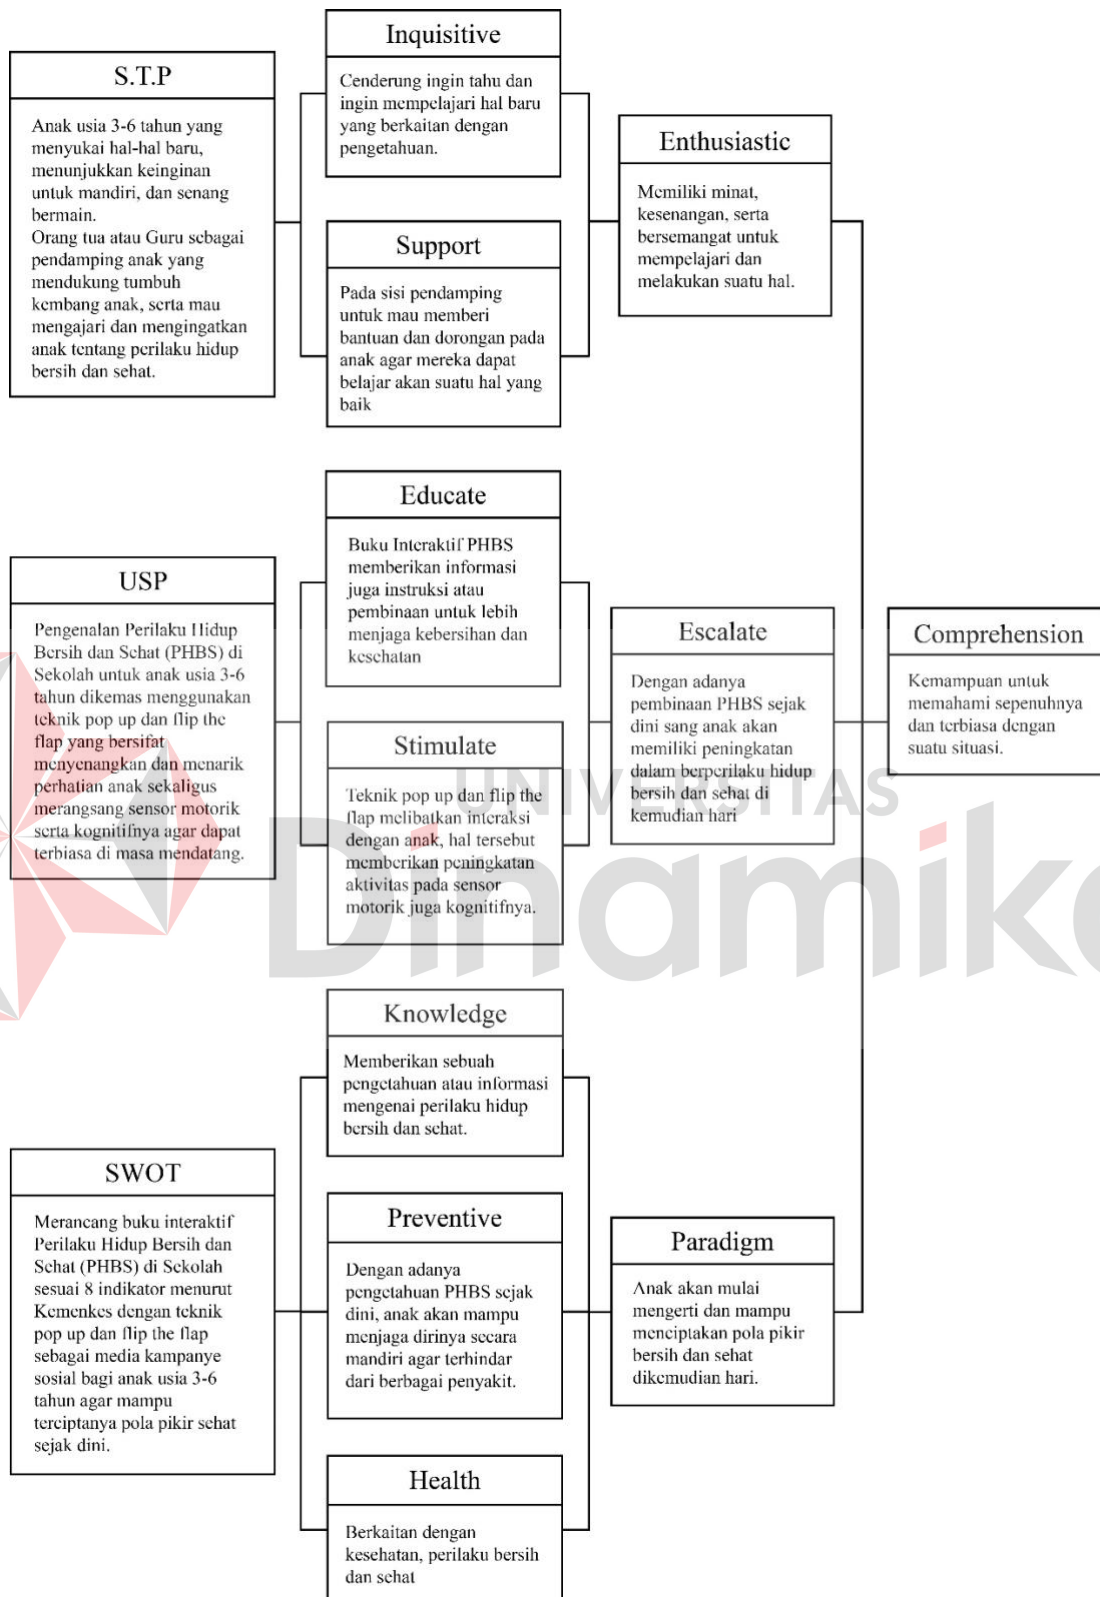 S.T.P
Anak usia 3-6 tahun yang
menyukai hal-hal baru,
menunjukkan keinginan
untuk mandiri, dan senang
bermain.
Orang tua atau Guru sebagai
pendamping anak yang
mendukung tumbuh
kembang anak, serta mau
mengajari dan mengingatkan
anak tentang perilaku hidup
bersih dan sehat.
Inquisitive
Cenderung ingin tahu dan
ingin mempelajari hal baru
yang berkaitan dengan
pengetahuan.
Support
Pada sisi pendamping
untuk mau memberi
bantuan dan dorongan pada
anak agar mereka dapat
belajar akan suatu hal yang
baik
Enthusiastic
Memiliki minat,
kesenangan, serta
bersemangat untuk
mempelajari dan
melakukan suatu hal.
USP
Pengenalan Perilaku Hidup
Bersih dan Sehat (PHBS) di
Sekolah untuk anak usia 3-6
tahun dikemas menggunakan
teknik pop up dan flip the
flap yang bersifat
menyenangkan dan menarik
perhatian anak sekaligus
merangsang sensor motorik
serta kognitifnya agar dapat
terbiasa di masa mendatang.
Educate
Buku Interaktif PHBS
memberikan informasi
juga instruksi atau
pembinaan untuk lebih
menjaga kebersihan dan
kesehatan
Stimulate
Teknik pop up dan flip the
flap melibatkan interaksi
dengan anak, hal tersebut
memberikan peningkatan
aktivitas pada sensor
motorik juga kognitifnya.
Escalate
Dengan adanya
pembinaan PHBS sejak
dini sang anak akan
memiliki peningkatan
dalam berperilaku hidup
bersih dan sehat di
kemudian hari
Comprehension
Kemampuan untuk
memahami sepenuhnya
dan terbiasa dengan
suatu situasi.
SWOT
Merancang buku interaktif
Perilaku Hidup Bersih dan
Sehat (PHBS) di Sekolah
sesuai 8 indikator menurut
Kemenkes dengan teknik
pop up dan flip the flap
sebagai media kampanye
sosial bagi anak usia 3-6
tahun agar mampu
terciptanya pola pikir sehat
sejak dini.
Knowledge
Memberikan sebuah
pengetahuan atau informasi
mengenai perilaku hidup
bersih dan sehat.
Preventive
Dengan adanya
pengetahuan PHBS sejak
dini, anak akan mampu
menjaga dirinya secara
mandiri agar terhindar
dari berbagai penyakit.
Health
Berkaitan dengan
kesehatan, perilaku bersih
dan sehat
Paradigm
Anak akan mulai
mengerti dan mampu
menciptakan pola pikir
bersih dan sehat
dikemudian hari.
UNIVERSITAS
Dinamika